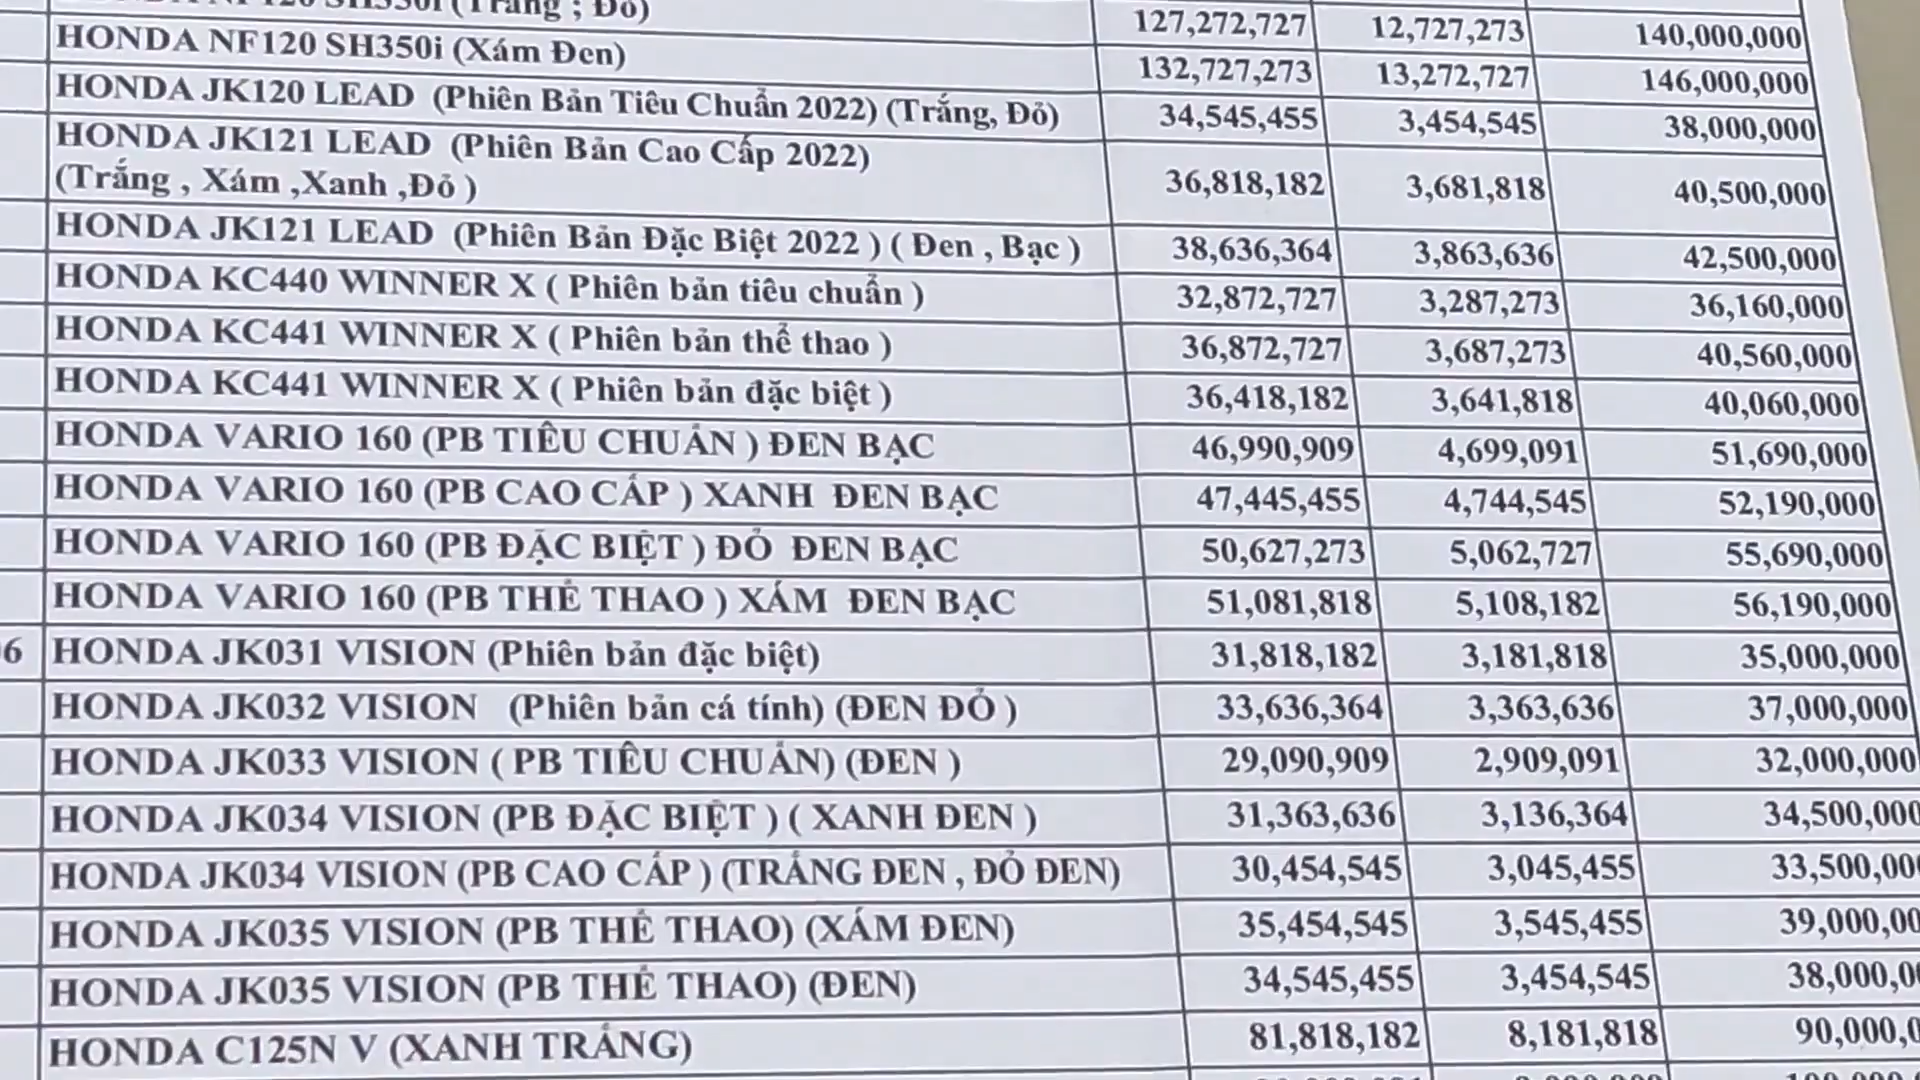 NF120 SH350i (Trắng ; Đỏ) 127,272,727 12,727,273 140,000,000
HONDA NF120 SH350i (Xám Đen) 132,727,273 13,272,727 146,000,000
HONDA JK120 LEAD (Phiên Bản Tiêu Chuẩn 2022) (Trắng, Đỏ) 34,545,455 3,454,545 38,000,000
HONDA JK121 LEAD (Phiên Bản Cao Cấp 2022)
(Trắng , Xám ,Xanh ,Đỏ ) 36,818,182 3,681,818 40,500,000
HONDA JK121 LEAD (Phiên Bản Đặc Biệt 2022 ) ( Đen , Bạc ) 38,636,364 3,863,636 42,500,000
HONDA KC440 WINNER X ( Phiên bản tiêu chuẩn ) 32,872,727 3,287,273 36,160,000
HONDA KC441 WINNER X ( Phiên bản thể thao ) 36,872,727 3,687,273 40,560,000
HONDA KC441 WINNER X ( Phiên bản đặc biệt ) 36,418,182 3,641,818 40,060,000
HONDA VARIO 160 (PB TIÊU CHUẨN ) ĐEN BẠC 46,990,909 4,699,091 51,690,000
HONDA VARIO 160 (PB CAO CẤP ) XANH ĐEN BẠC 47,445,455 4,744,545 52,190,000
HONDA VARIO 160 (PB ĐẶC BIỆT ) ĐỎ ĐEN BẠC 50,627,273 5,062,727 55,690,000
HONDA VARIO 160 (PB THỂ THAO ) XÁM ĐEN BẠC 51,081,818 5,108,182 56,190,000
6 HONDA JK031 VISION (Phiên bản đặc biệt) 31,818,182 3,181,818 35,000,000
HONDA JK032 VISION (Phiên bản cá tính) (ĐEN ĐỎ ) 33,636,364 3,363,636 37,000,000
HONDA JK033 VISION ( PB TIÊU CHUẨN) (ĐEN ) 29,090,909 2,909,091 32,000,000
HONDA JK034 VISION (PB ĐẶC BIỆT ) ( XANH ĐEN ) 31,363,636 3,136,364 34,500,000
HONDA JK034 VISION (PB CAO CẤP ) (TRẮNG ĐEN , ĐỎ ĐEN) 30,454,545 3,045,455 33,500,00
HONDA JK035 VISION (PB THỂ THAO) (XÁM ĐEN) 35,454,545 3,545,455 39,000,00
HONDA JK035 VISION (PB THỂ THAO) (ĐEN) 34,545,455 3,454,545 38,000,0
HONDA C125N V (XANH TRẮNG) 81,818,182 8,181,818 90,000,0